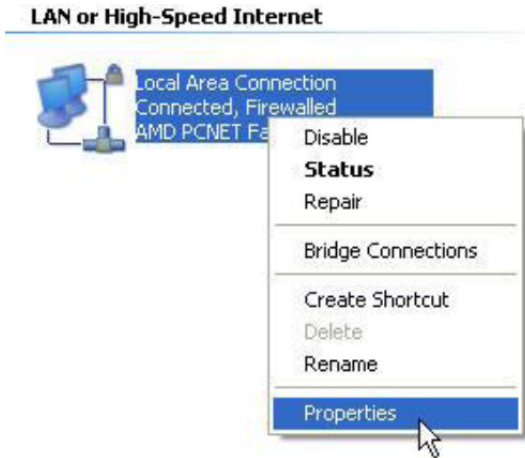 LAN or High-Speed Internet
Local Area Connection
Connected, Firewalled
AMD PCNET Fa
Disable
Status
Repair
Bridge Connections
Create Shortcut
Delete
Rename
Properties